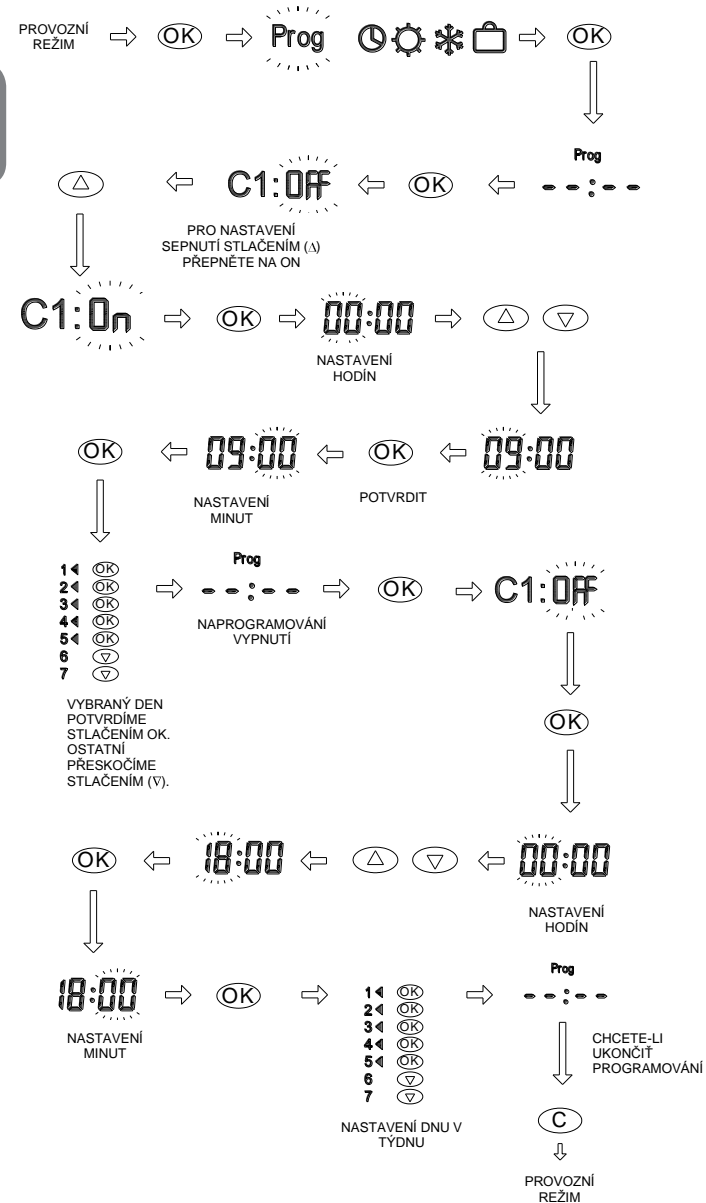 PROVOZNÍ
REŽIM
OK
Prog
OK
Prog
--:--
OK
C1:OFF
PRO NASTAVENÍ
SEPNUTÍ STLAČENÍM (∆)
PŘEPNĚTE NA ON
C1:On
OK
00:00
NASTAVENÍ
HODÍN
09:00
OK
POTVRDIT
09:00
NASTAVENÍ
MINUT
OK
1 OK
2 OK
3 OK
4 OK
5 OK
6
7
VYBRANÝ DEN
POTVRDÍME
STLAČENÍM OK.
OSTATNÍ
PŘESKOČÍME
STLAČENÍM (∇).
Prog
--:--
NAPROGRAMOVÁNÍ
VYPNUTÍ
OK
C1:OFF
OK
00:00
NASTAVENÍ
HODÍN
18:00
OK
18:00
NASTAVENÍ
MINUT
OK
1 OK
2 OK
3 OK
4 OK
5 OK
6
7
NASTAVENÍ DNU V
TÝDNU
Prog
--:--
CHCETE-LI
UKONČIŤ
PROGRAMOVÁNÍ
C
PROVOZNÍ
REŽIM